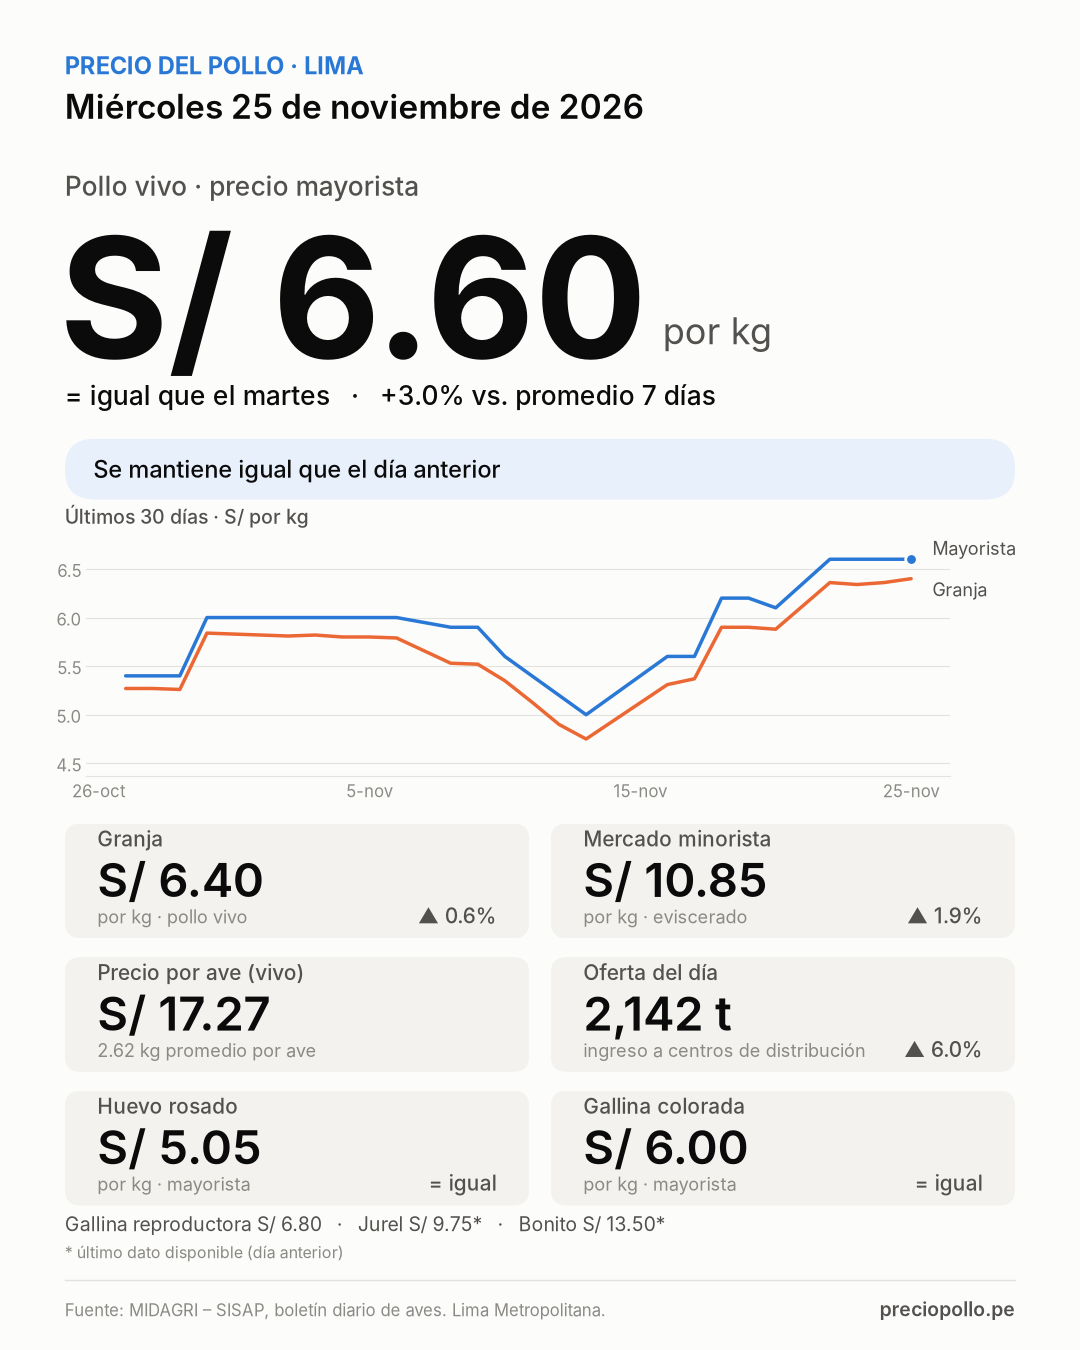 PRECIO DEL POLLO · LIMA
Miércoles 25 de noviembre de 2026
Pollo vivo · precio mayorista
S/ 6.60 por kg
= igual que el martes · +3.0% vs. promedio 7 días
Se mantiene igual que el día anterior
Últimos 30 días · S/ por kg
Mayorista
6.5
Granja
6.0
5.5
5.0
4.5
26-oct 5-nov 15-nov 25-nov
Granja
S/ 6.40
por kg · pollo vivo ▲ 0.6%
Mercado minorista
S/ 10.85
por kg · eviscerado ▲ 1.9%
Precio por ave (vivo)
S/ 17.27
2.62 kg promedio por ave
Oferta del día
2,142 t
ingreso a centros de distribución ▲ 6.0%
Huevo rosado
S/ 5.05
por kg · mayorista = igual
Gallina colorada
S/ 6.00
por kg · mayorista = igual
Gallina reproductora S/ 6.80 · Jurel S/ 9.75* · Bonito S/ 13.50*
* último dato disponible (día anterior)
Fuente: MIDAGRI – SISAP, boletín diario de aves. Lima Metropolitana. preciopollo.pe